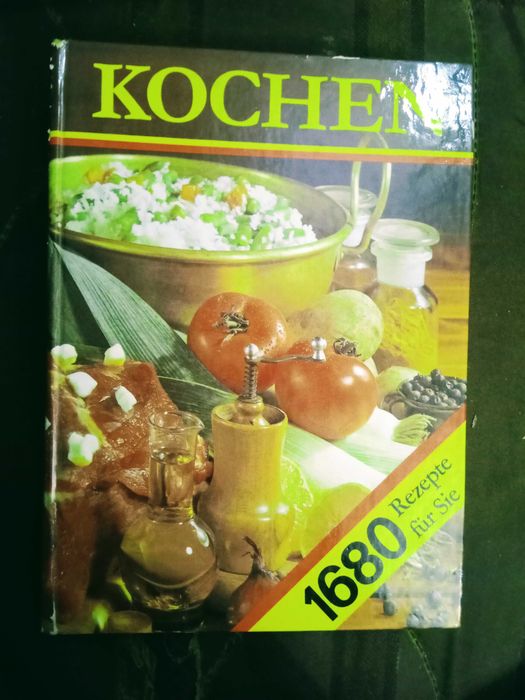 KOCHEN
1680
Rezepte
für Sie